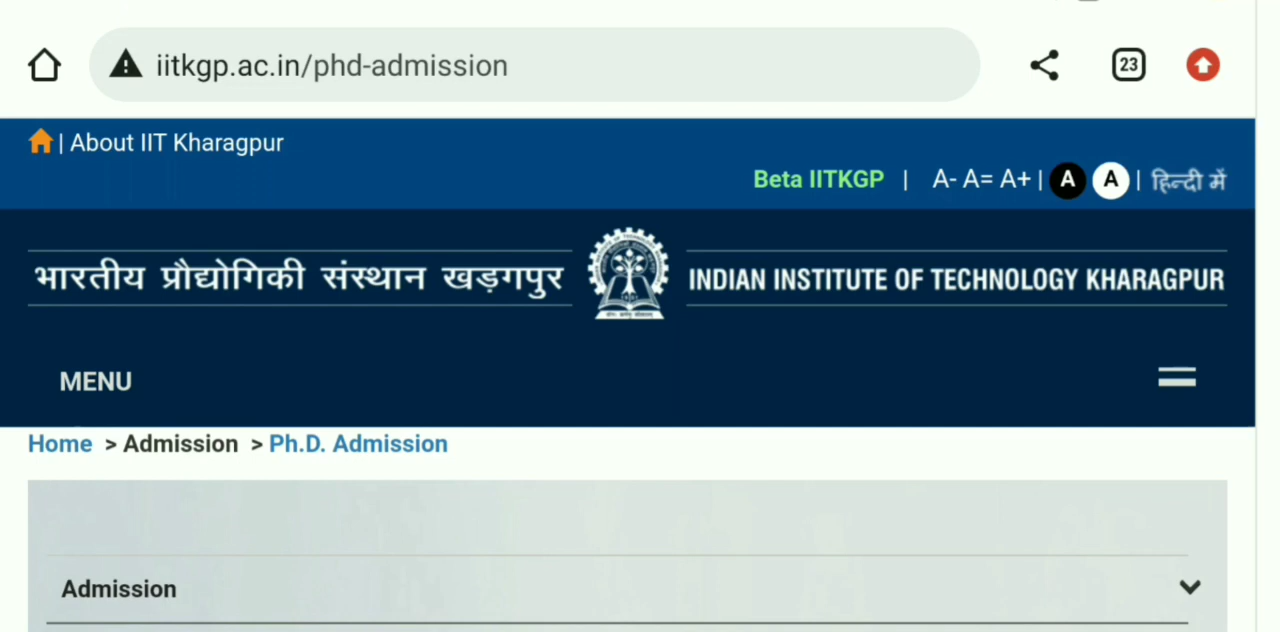 iitkgp.ac.in/phd-admission
23
| About IIT Kharagpur
Beta IITKGP | A- A= A+ | A A | हिन्दी में
भारतीय प्रौद्योगिकी संस्थान खड़गपुर
INDIAN INSTITUTE OF TECHNOLOGY KHARAGPUR
MENU
Home > Admission > Ph.D. Admission
Admission